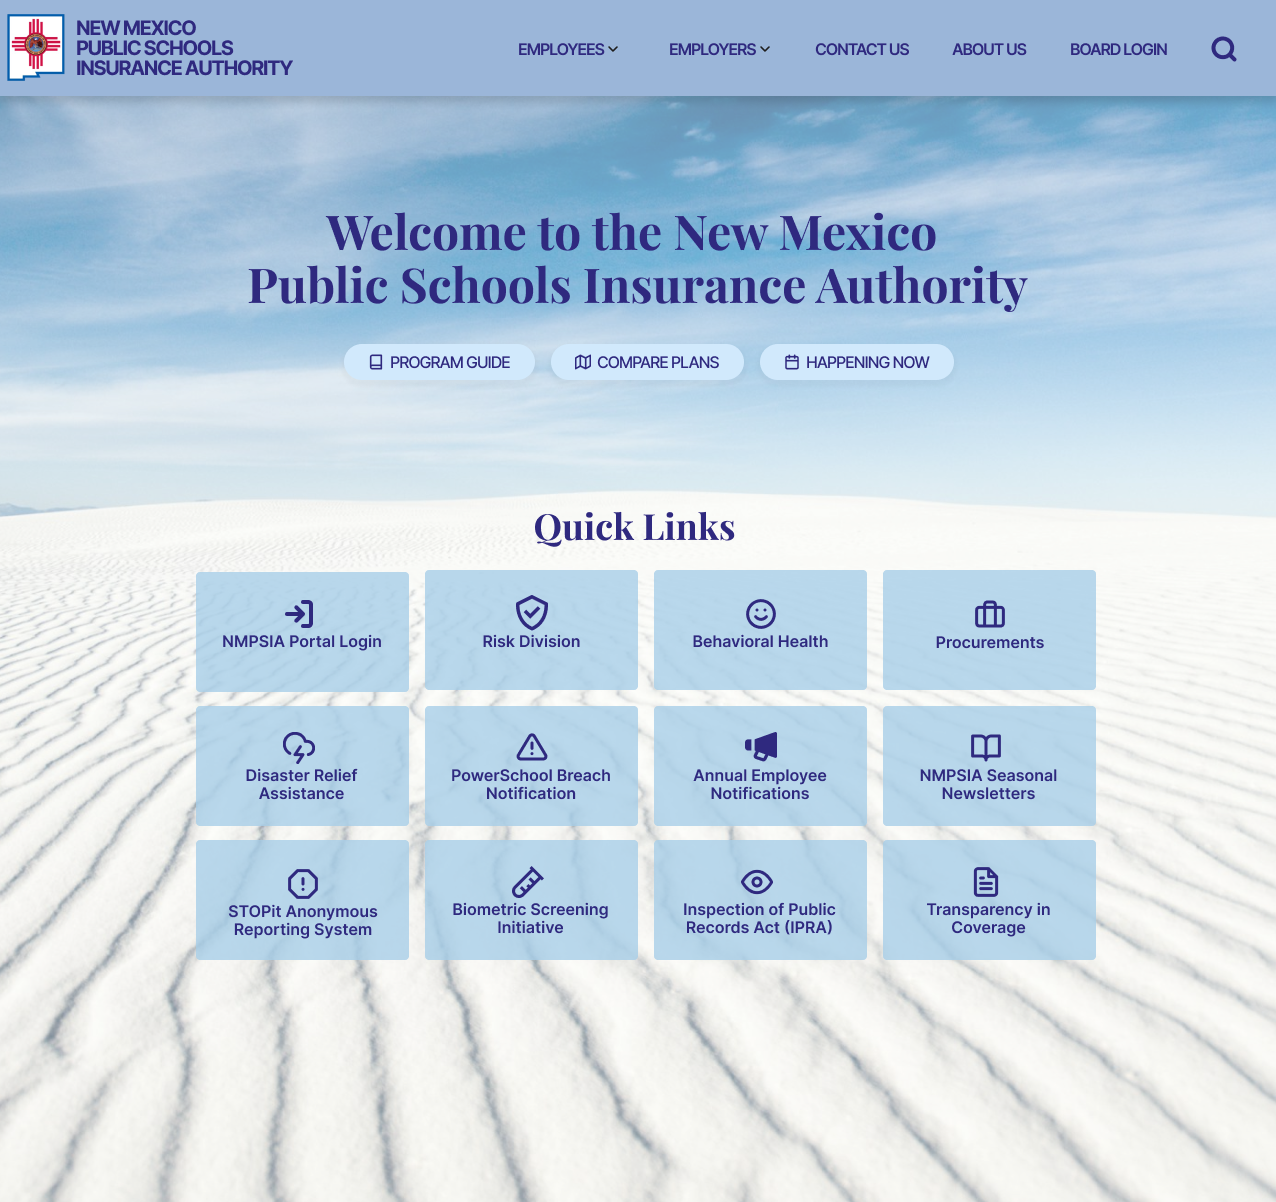 NEW MEXICO
PUBLIC SCHOOLS
INSURANCE AUTHORITY
EMPLOYEES
EMPLOYERS
CONTACT US
ABOUT US
BOARD LOGIN
Welcome to the New Mexico
Public Schools Insurance Authority
PROGRAM GUIDE
COMPARE PLANS
HAPPENING NOW
Quick Links
NMPSIA Portal Login
Risk Division
Behavioral Health
Procurements
Disaster Relief
Assistance
PowerSchool Breach
Notification
Annual Employee
Notifications
NMPSIA Seasonal
Newsletters
STOPit Anonymous
Reporting System
Biometric Screening
Initiative
Inspection of Public
Records Act (IPRA)
Transparency in
Coverage